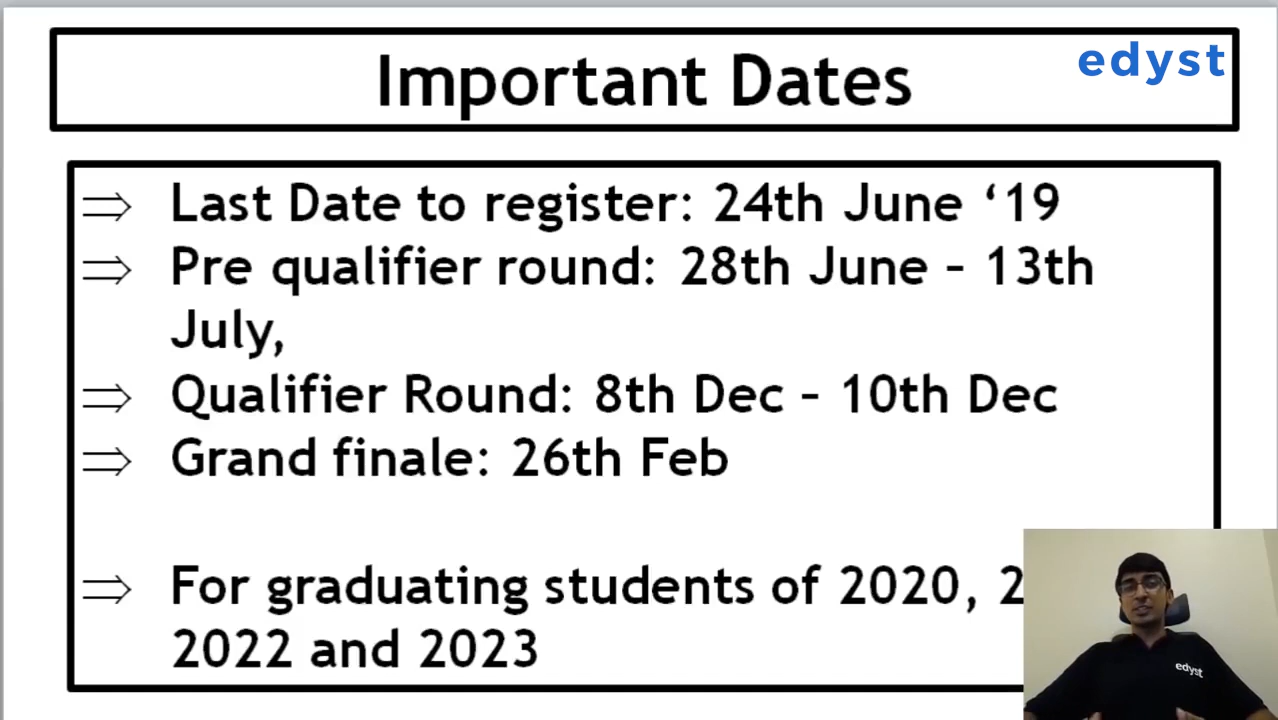 Important Dates
edyst
⇒ Last Date to register: 24th June ‘19
⇒ Pre qualifier round: 28th June – 13th
July,
⇒ Qualifier Round: 8th Dec – 10th Dec
⇒ Grand finale: 26th Feb
⇒ For graduating students of 2020,
2022 and 2023
edyst